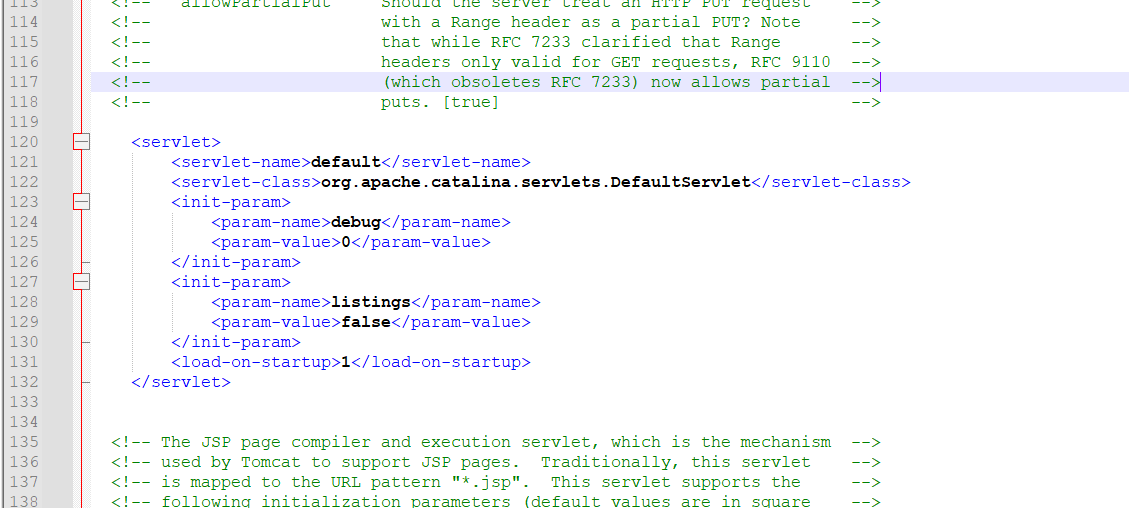 113 <!-- allowPartialPut Should the server treat an HTTP PUT request -->
114 <!-- with a Range header as a partial PUT? Note -->
115 <!-- that while RFC 7233 clarified that Range -->
116 <!-- headers only valid for GET requests, RFC 9110 -->
117 <!-- (which obsoletes RFC 7233) now allows partial -->
118 <!-- puts. [true] -->
119
120 <servlet>
121 <servlet-name>default</servlet-name>
122 <servlet-class>org.apache.catalina.servlets.DefaultServlet</servlet-class>
123 <init-param>
124 <param-name>debug</param-name>
125 <param-value>0</param-value>
126 </init-param>
127 <init-param>
128 <param-name>listings</param-name>
129 <param-value>false</param-value>
130 </init-param>
131 <load-on-startup>1</load-on-startup>
132 </servlet>
133
134
135 <!-- The JSP page compiler and execution servlet, which is the mechanism -->
136 <!-- used by Tomcat to support JSP pages. Traditionally, this servlet -->
137 <!-- is mapped to the URL pattern "*.jsp". This servlet supports the -->
138 <!-- following initialization parameters (default values are in square -->